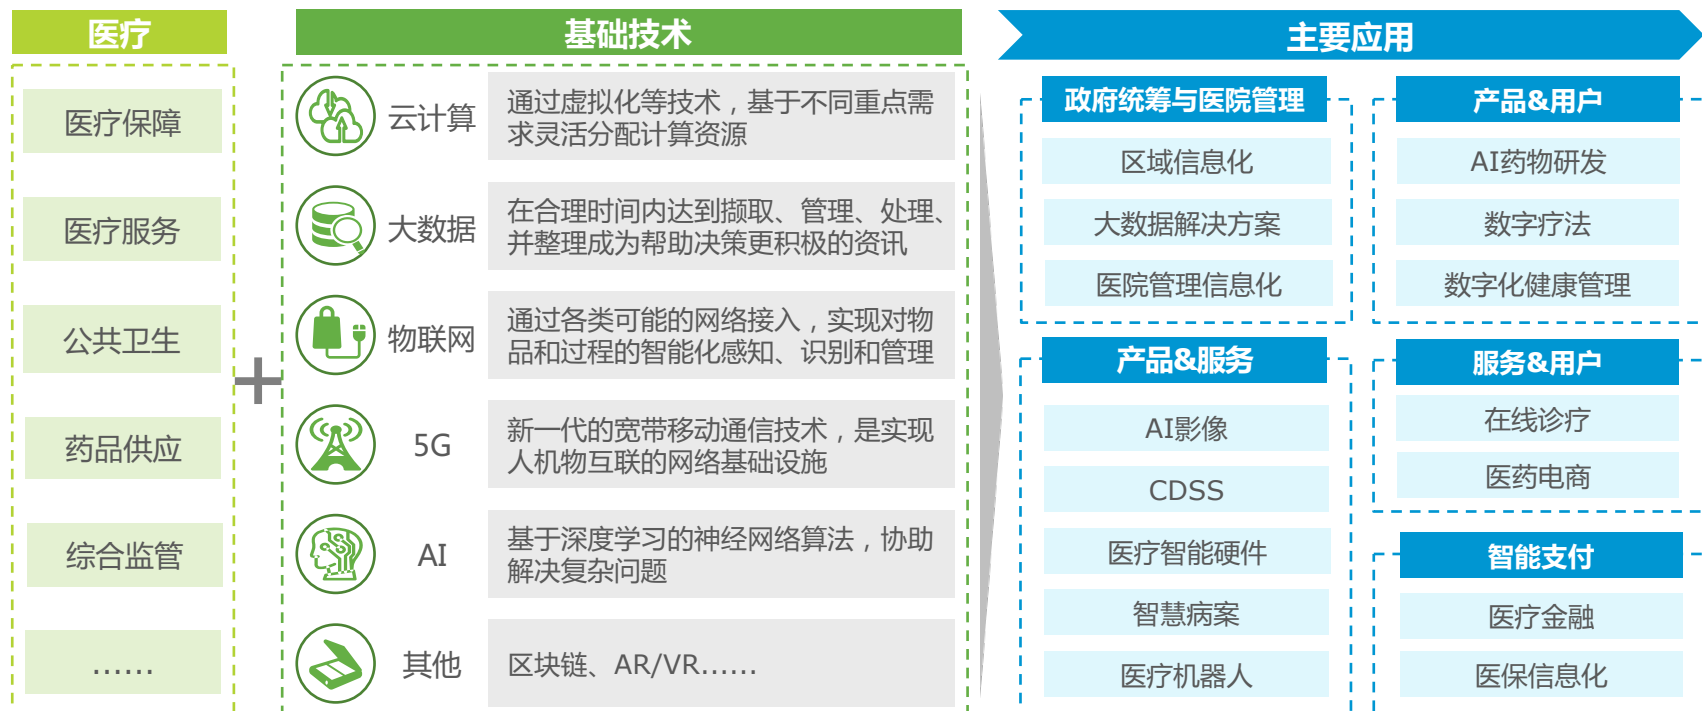 医疗
医疗保障
医疗服务
公共卫生
药品供应
综合监管
……
+
基础技术
云计算
通过虚拟化等技术，基于不同重点需
求灵活分配计算资源
大数据
在合理时间内达到撷取、管理、处理、
并整理成为帮助决策更积极的资讯
物联网
通过各类可能的网络接入，实现对物
品和过程的智能化感知、识别和管理
5G
新一代的宽带移动通信技术，是实现
人机物互联的网络基础设施
AI
基于深度学习的神经网络算法，协助
解决复杂问题
其他
区块链、AR/VR……
主要应用
政府统筹与医院管理
区域信息化
大数据解决方案
医院管理信息化
产品&用户
AI药物研发
数字疗法
数字化健康管理
产品&服务
AI影像
CDSS
医疗智能硬件
智慧病案
医疗机器人
服务&用户
在线诊疗
医药电商
智能支付
医疗金融
医保信息化